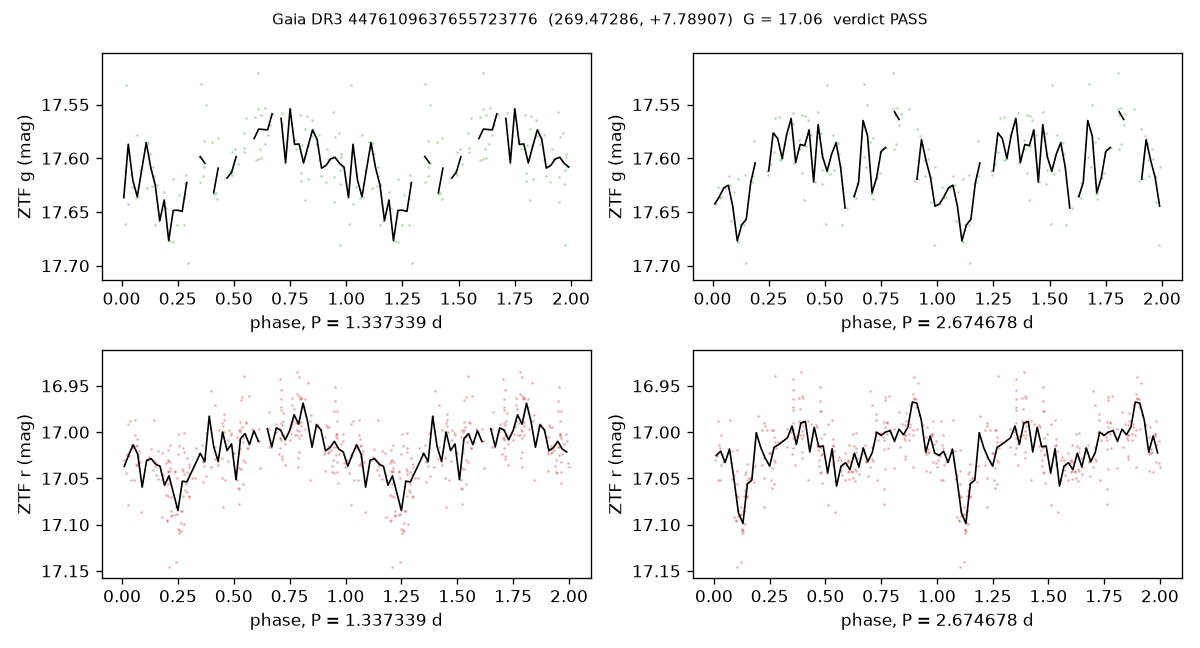 Gaia DR3 4476109637655723776 (269.47286, +7.78907) G = 17.06 verdict PASS
ZTF g (mag)
17.55
17.60
17.65
17.70
0.00 0.25 0.50 0.75 1.00 1.25 1.50 1.75 2.00
phase, P = 1.337339 d
ZTF g (mag)
17.55
17.60
17.65
17.70
0.00 0.25 0.50 0.75 1.00 1.25 1.50 1.75 2.00
phase, P = 2.674678 d
ZTF r (mag)
16.95
17.00
17.05
17.10
17.15
0.00 0.25 0.50 0.75 1.00 1.25 1.50 1.75 2.00
phase, P = 1.337339 d
ZTF r (mag)
16.95
17.00
17.05
17.10
17.15
0.00 0.25 0.50 0.75 1.00 1.25 1.50 1.75 2.00
phase, P = 2.674678 d